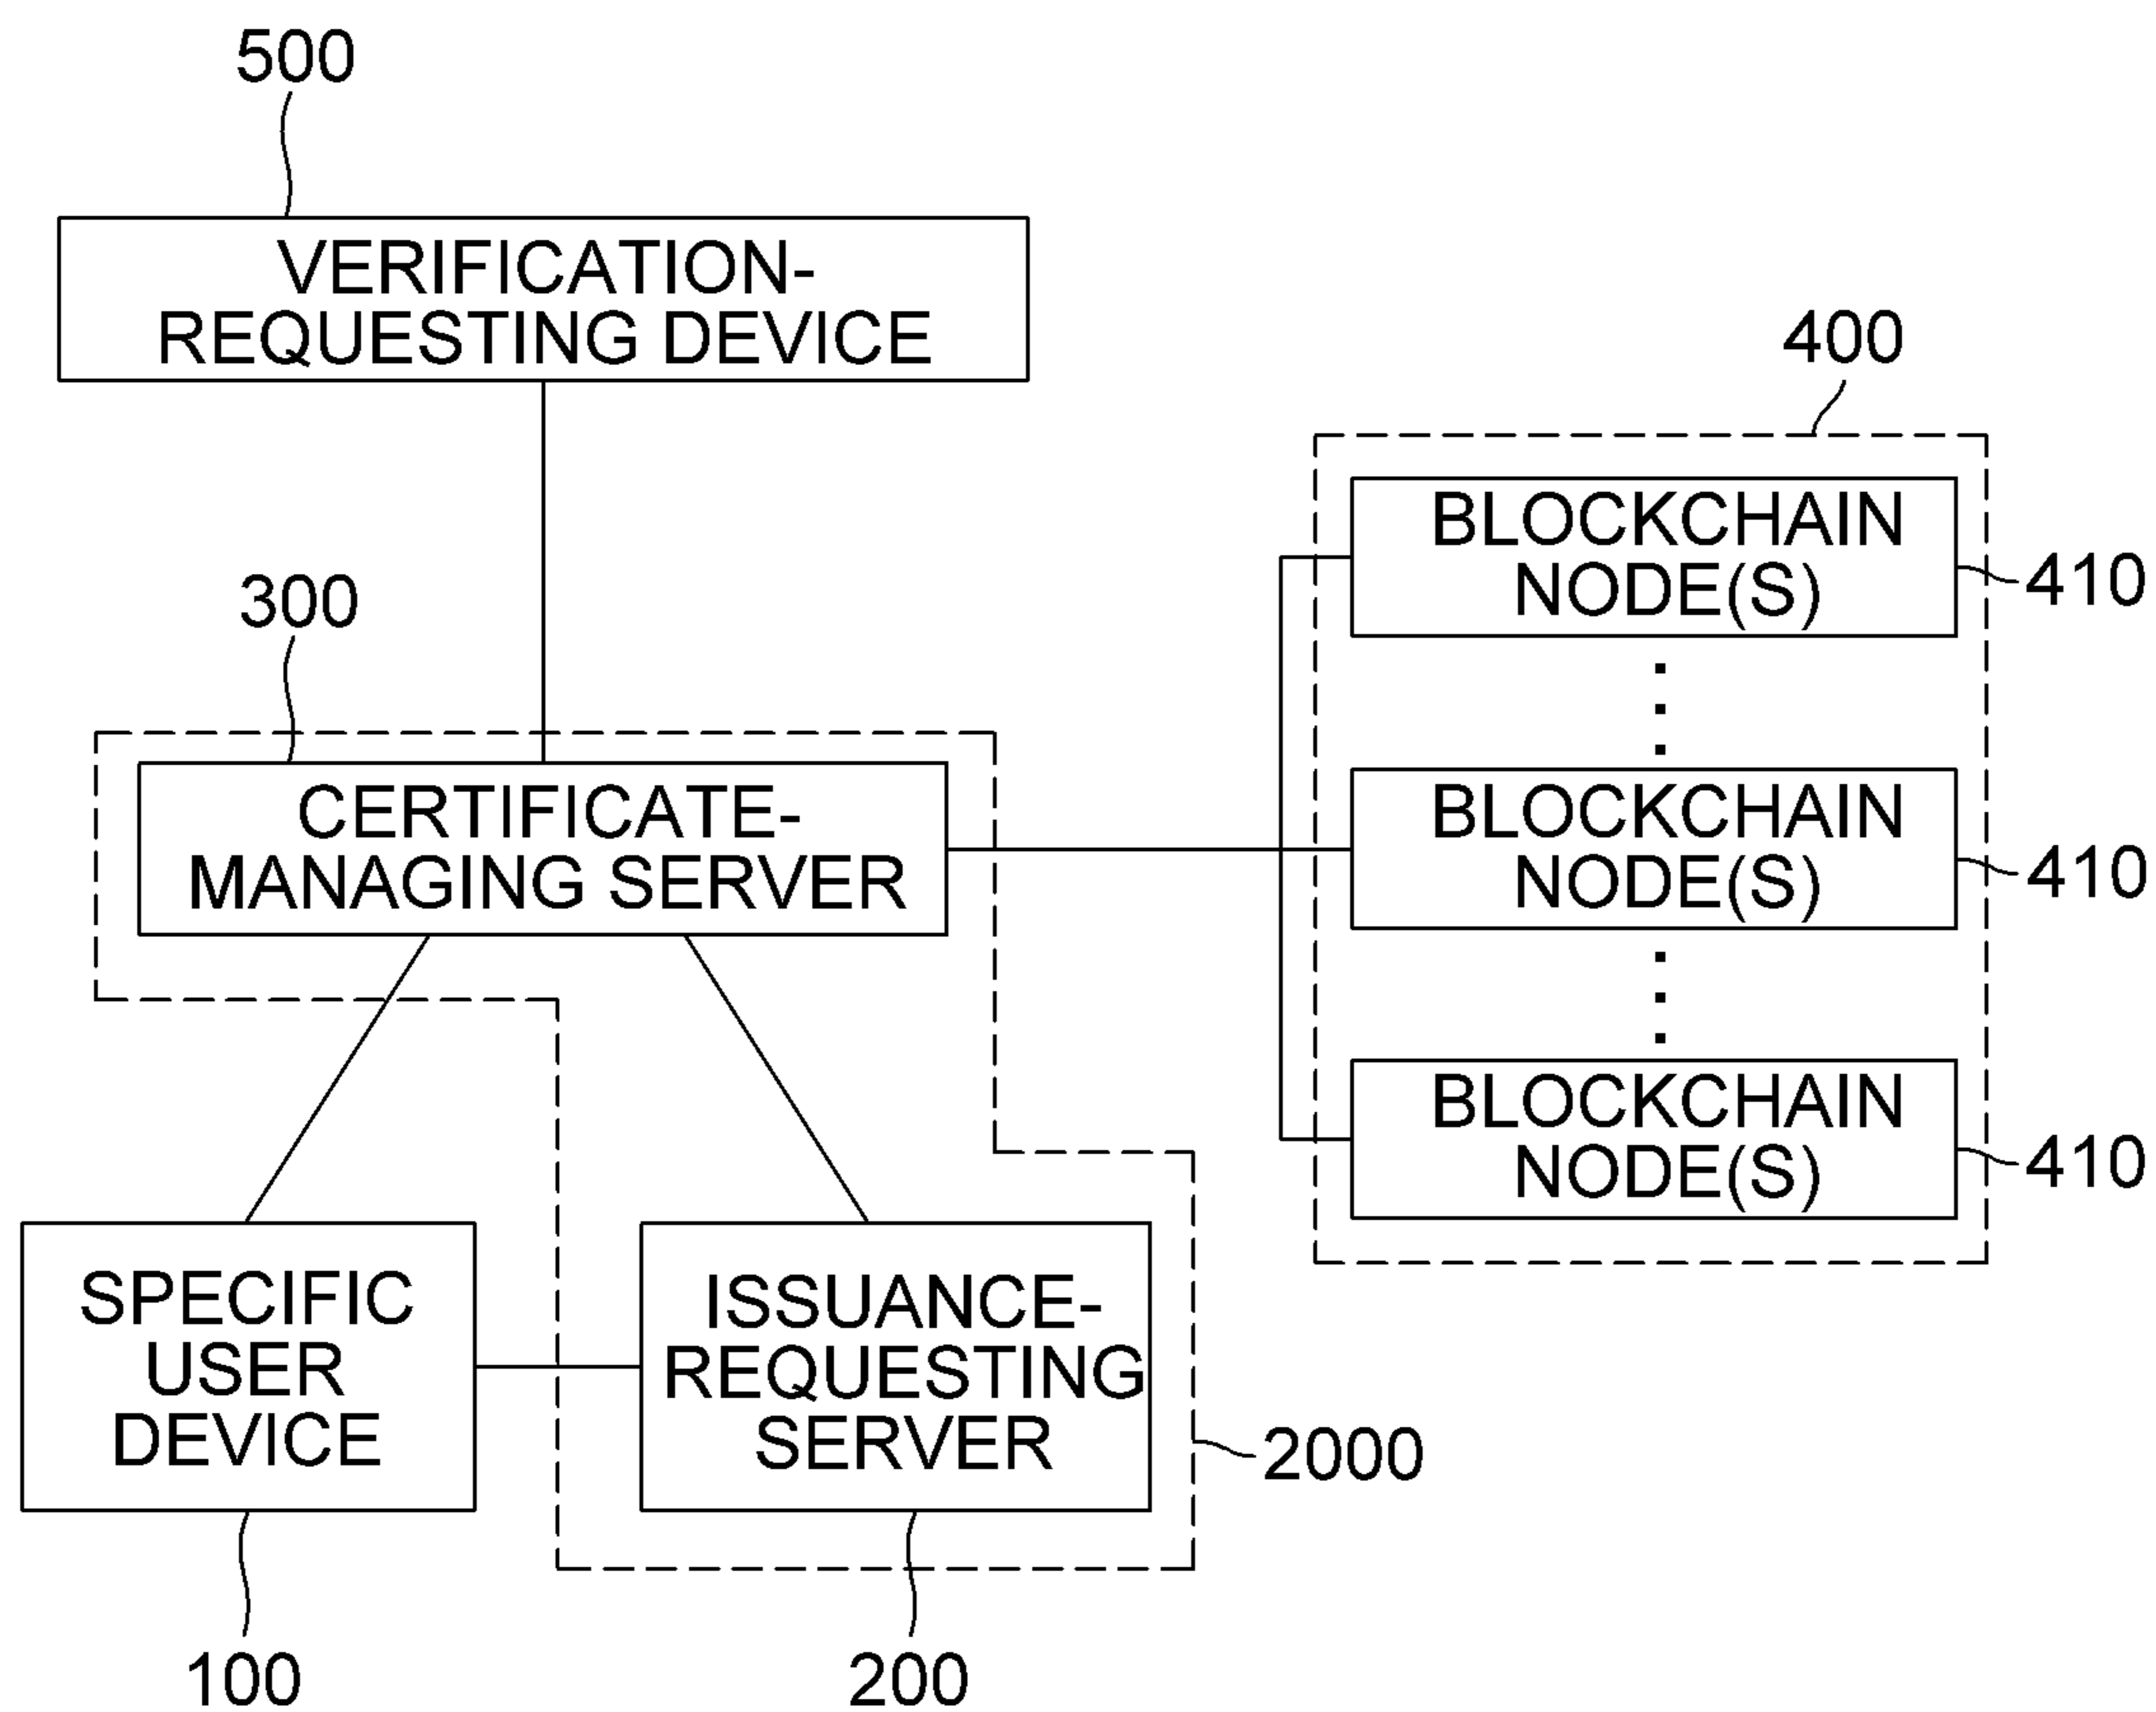 500
VERIFICATION-
REQUESTING DEVICE
400
BLOCKCHAIN
NODE(S)
410
300
CERTIFICATE-
MANAGING SERVER
BLOCKCHAIN
NODE(S)
410
BLOCKCHAIN
NODE(S)
410
SPECIFIC
USER
DEVICE
ISSUANCE-
REQUESTING
SERVER
2000
100
200